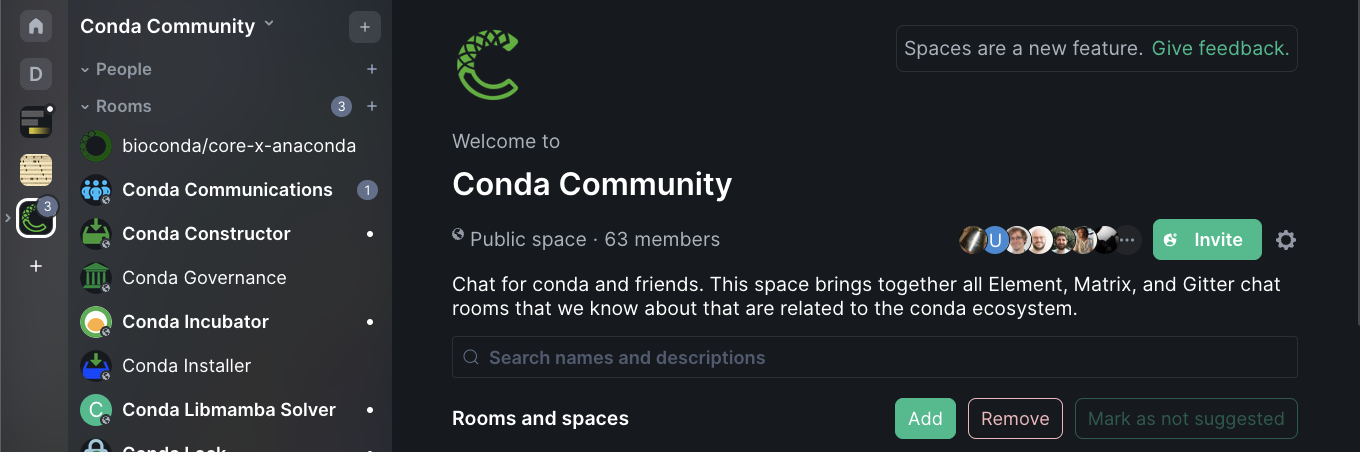 Conda Community
D
People
Rooms
3
bioconda/core-x-anaconda
Conda Communications
1
Conda Constructor
3
Conda Governance
Conda Incubator
Conda Installer
C
Conda Libmamba Solver
Conda Lock
Spaces are a new feature. Give feedback.
Welcome to
Conda Community
Public space · 63 members
U
Invite
Chat for conda and friends. This space brings together all Element, Matrix, and Gitter chat
rooms that we know about that are related to the conda ecosystem.
Search names and descriptions
Rooms and spaces
Add
Remove
Mark as not suggested